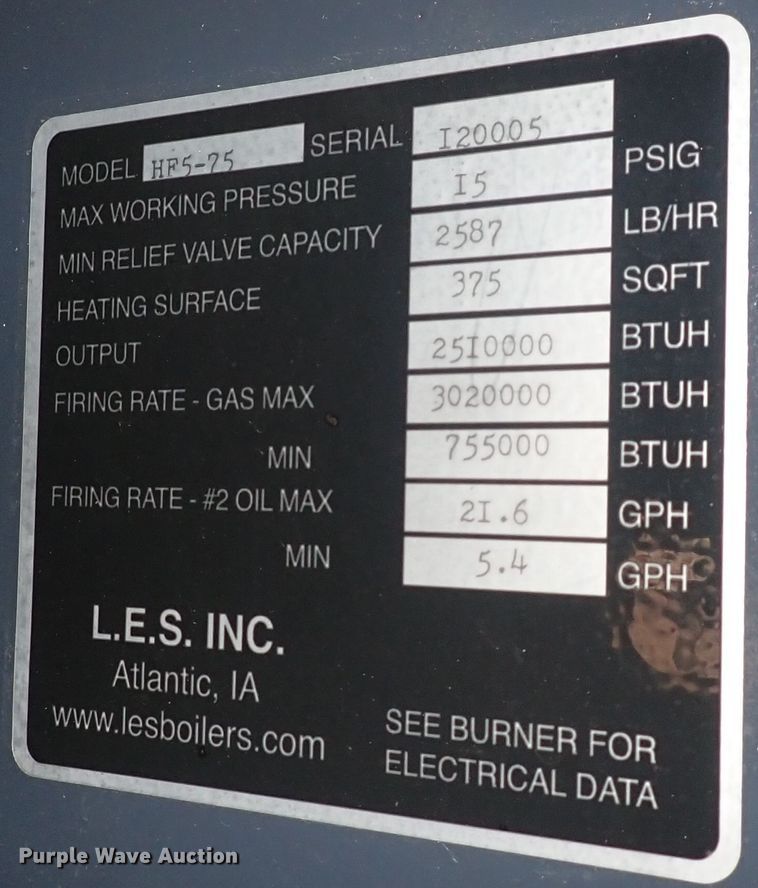 MODEL HF5-75 SERIAL I20005
MAX WORKING PRESSURE I5 PSIG
MIN RELIEF VALVE CAPACITY 2587 LB/HR
HEATING SURFACE 375 SQFT
OUTPUT 25I0000 BTUH
FIRING RATE - GAS MAX 3020000 BTUH
MIN 755000 BTUH
FIRING RATE - #2 OIL MAX 2I.6 GPH
MIN 5.4 GPH
L.E.S. INC.
Atlantic, IA
www.lesboilers.com
SEE BURNER FOR
ELECTRICAL DATA
Purple Wave Auction